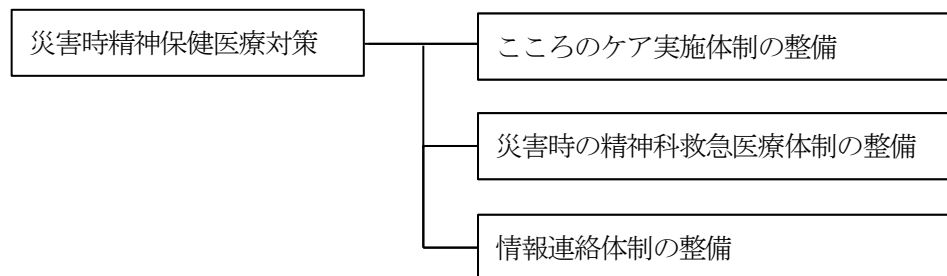 災害時精神保健医療対策
こころのケア実施体制の整備
災害時の精神科救急医療体制の整備
情報連絡体制の整備